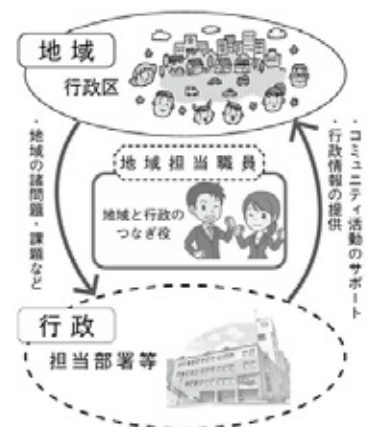 地域
行政区
地域担当職員
地域と行政の
つなぎ役
・地域の諸問題・課題など
・コミュニティ活動のサポート
・行政情報の提供
行政
担当部署等